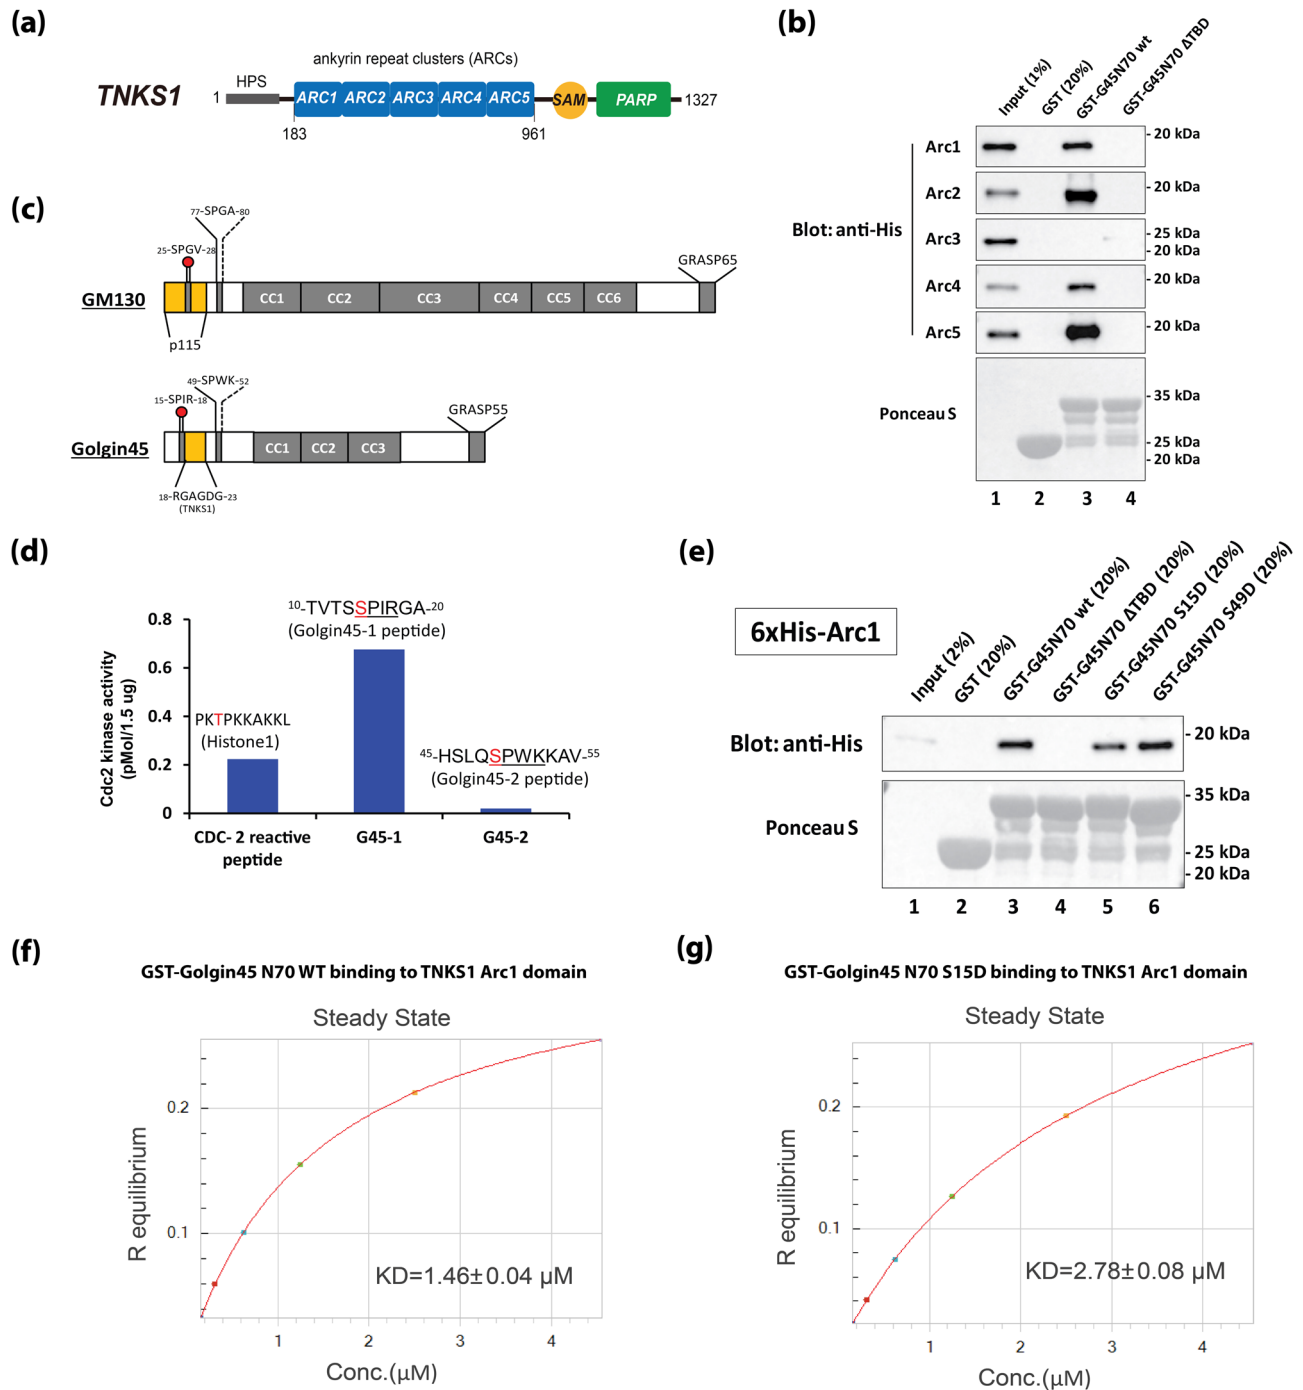 (a)
ankyrin repeat clusters (ARCs)
TNKS1
HPS
1
ARC1 ARC2 ARC3 ARC4 ARC5
SAM
PARP
1327
183
961
(b)
Input (1%)
GST (20%)
GST-G45N70 wt
GST-G45N70 ΔTBD
Blot: anti-His
Arc1
- 20 kDa
Arc2
- 20 kDa
Arc3
- 25 kDa
- 20 kDa
Arc4
- 20 kDa
Arc5
- 20 kDa
Ponceau S
- 35 kDa
- 25 kDa
- 20 kDa
1 2 3 4
(c)
77-SPGA-80
25-SPGV-28
GRASP65
GM130
CC1 CC2 CC3 CC4 CC5 CC6
p115
49-SPWK-52
15-SPIR-18
GRASP55
Golgin45
CC1 CC2 CC3
18-RGAGDG-23
(TNKS1)
(d)
Cdc2 kinase activity
(pMol/1.5 ug)
0.8
0.6
0.4
0.2
0
PKTPKKAKKL
(Histone1)
10-TVTSSPIRGA-20
(Golgin45-1 peptide)
45-HSLQSPWKKAV-55
(Golgin45-2 peptide)
CDC- 2 reactive
peptide
G45-1
G45-2
(e)
6xHis-Arc1
Input (2%)
GST (20%)
GST-G45N70 wt (20%)
GST-G45N70 ΔTBD (20%)
GST-G45N70 S15D (20%)
GST-G45N70 S49D (20%)
Blot: anti-His
- 20 kDa
Ponceau S
- 35 kDa
- 25 kDa
- 20 kDa
1 2 3 4 5 6
(f)
GST-Golgin45 N70 WT binding to TNKS1 Arc1 domain
Steady State
R equilibrium
0.2
0.1
KD=1.46±0.04 μM
1 2 3 4
Conc.(μM)
(g)
GST-Golgin45 N70 S15D binding to TNKS1 Arc1 domain
Steady State
R equilibrium
0.2
0.1
KD=2.78±0.08 μM
1 2 3 4
Conc.(μM)